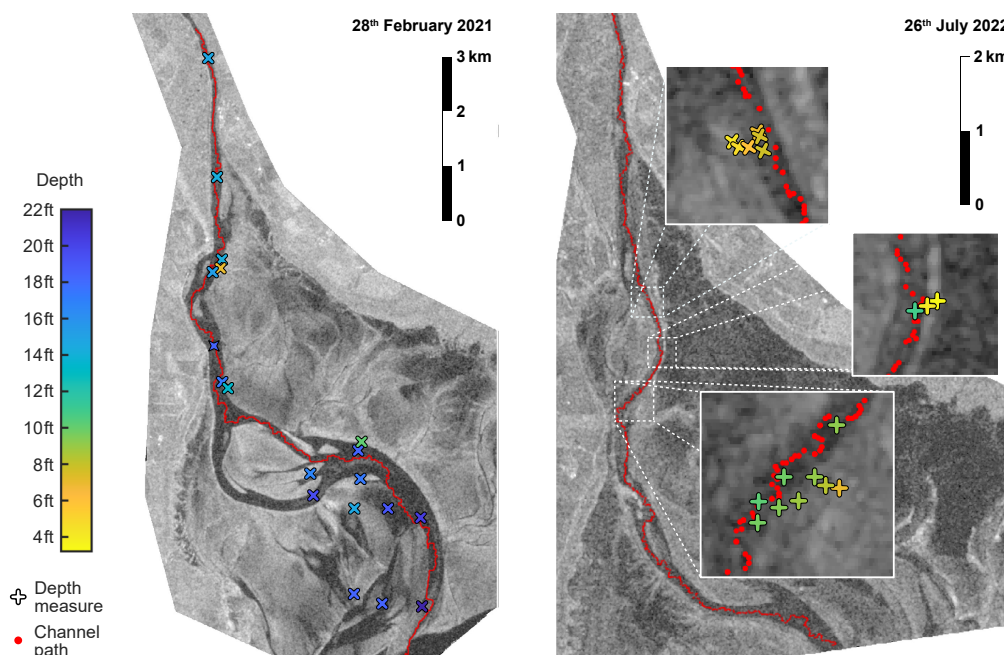 28th February 2021
3 km
2
1
0
Depth
22ft
20ft
18ft
16ft
14ft
12ft
10ft
8ft
6ft
4ft
Depth
measure
Channel
path
26th July 2022
2 km
1
0